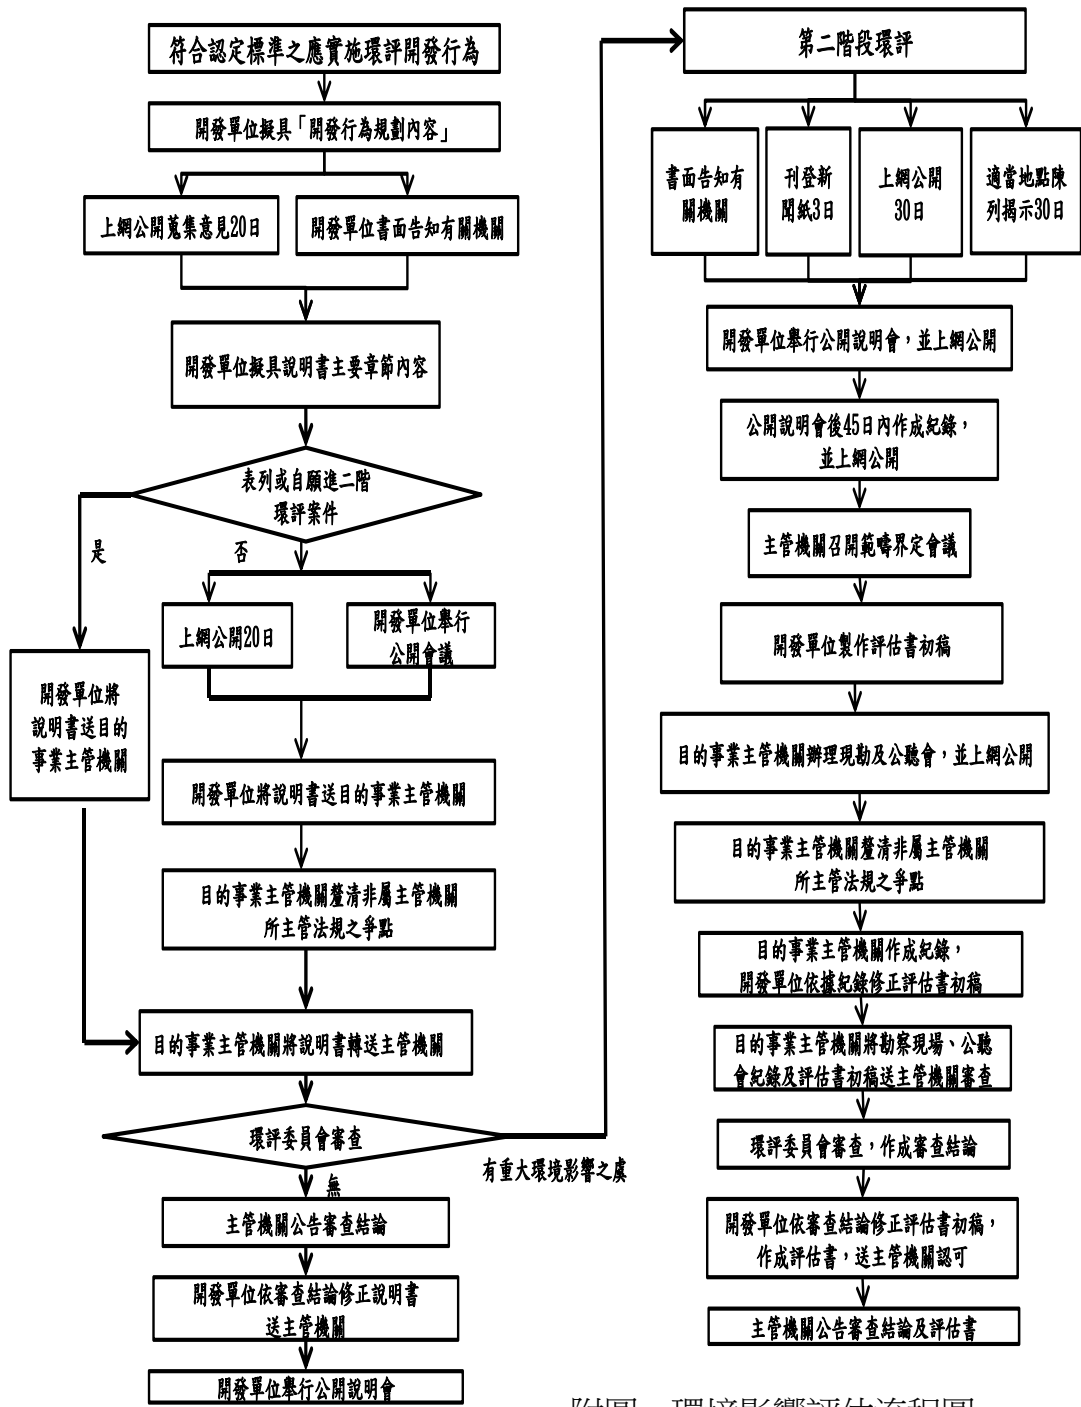 符合認定標準之應實施環評開發行為
開發單位擬具「開發行為規劃內容」
上網公開蒐集意見20日
開發單位書面告知有關機關
開發單位擬具說明書主要章節內容
表列或自願進二階
環評案件
是
否
上網公開20日
開發單位舉行
公開會議
開發單位將
說明書送目的
事業主管機關
開發單位將說明書送目的事業主管機關
目的事業主管機關釐清非屬主管機關
所主管法規之爭點
目的事業主管機關將說明書轉送主管機關
環評委員會審查
有重大環境影響之虞
無
主管機關公告審查結論
開發單位依審查結論修正說明書
送主管機關
開發單位舉行公開說明會
第二階段環評
書面告知有
關機關
刊登新
聞紙3日
上網公開
30日
適當地點陳
列揭示30日
開發單位舉行公開說明會，並上網公開
公開說明會後45日內作成紀錄，
並上網公開
主管機關召開範疇界定會議
開發單位製作評估書初稿
目的事業主管機關辦理現勘及公聽會，並上網公開
目的事業主管機關釐清非屬主管機關
所主管法規之爭點
目的事業主管機關作成紀錄，
開發單位依據紀錄修正評估書初稿
目的事業主管機關將勘察現場、公聽
會紀錄及評估書初稿送主管機關審查
環評委員會審查，作成審查結論
開發單位依審查結論修正評估書初稿，
作成評估書，送主管機關認可
主管機關公告審查結論及評估書
附圖　環境影響評估流程圖